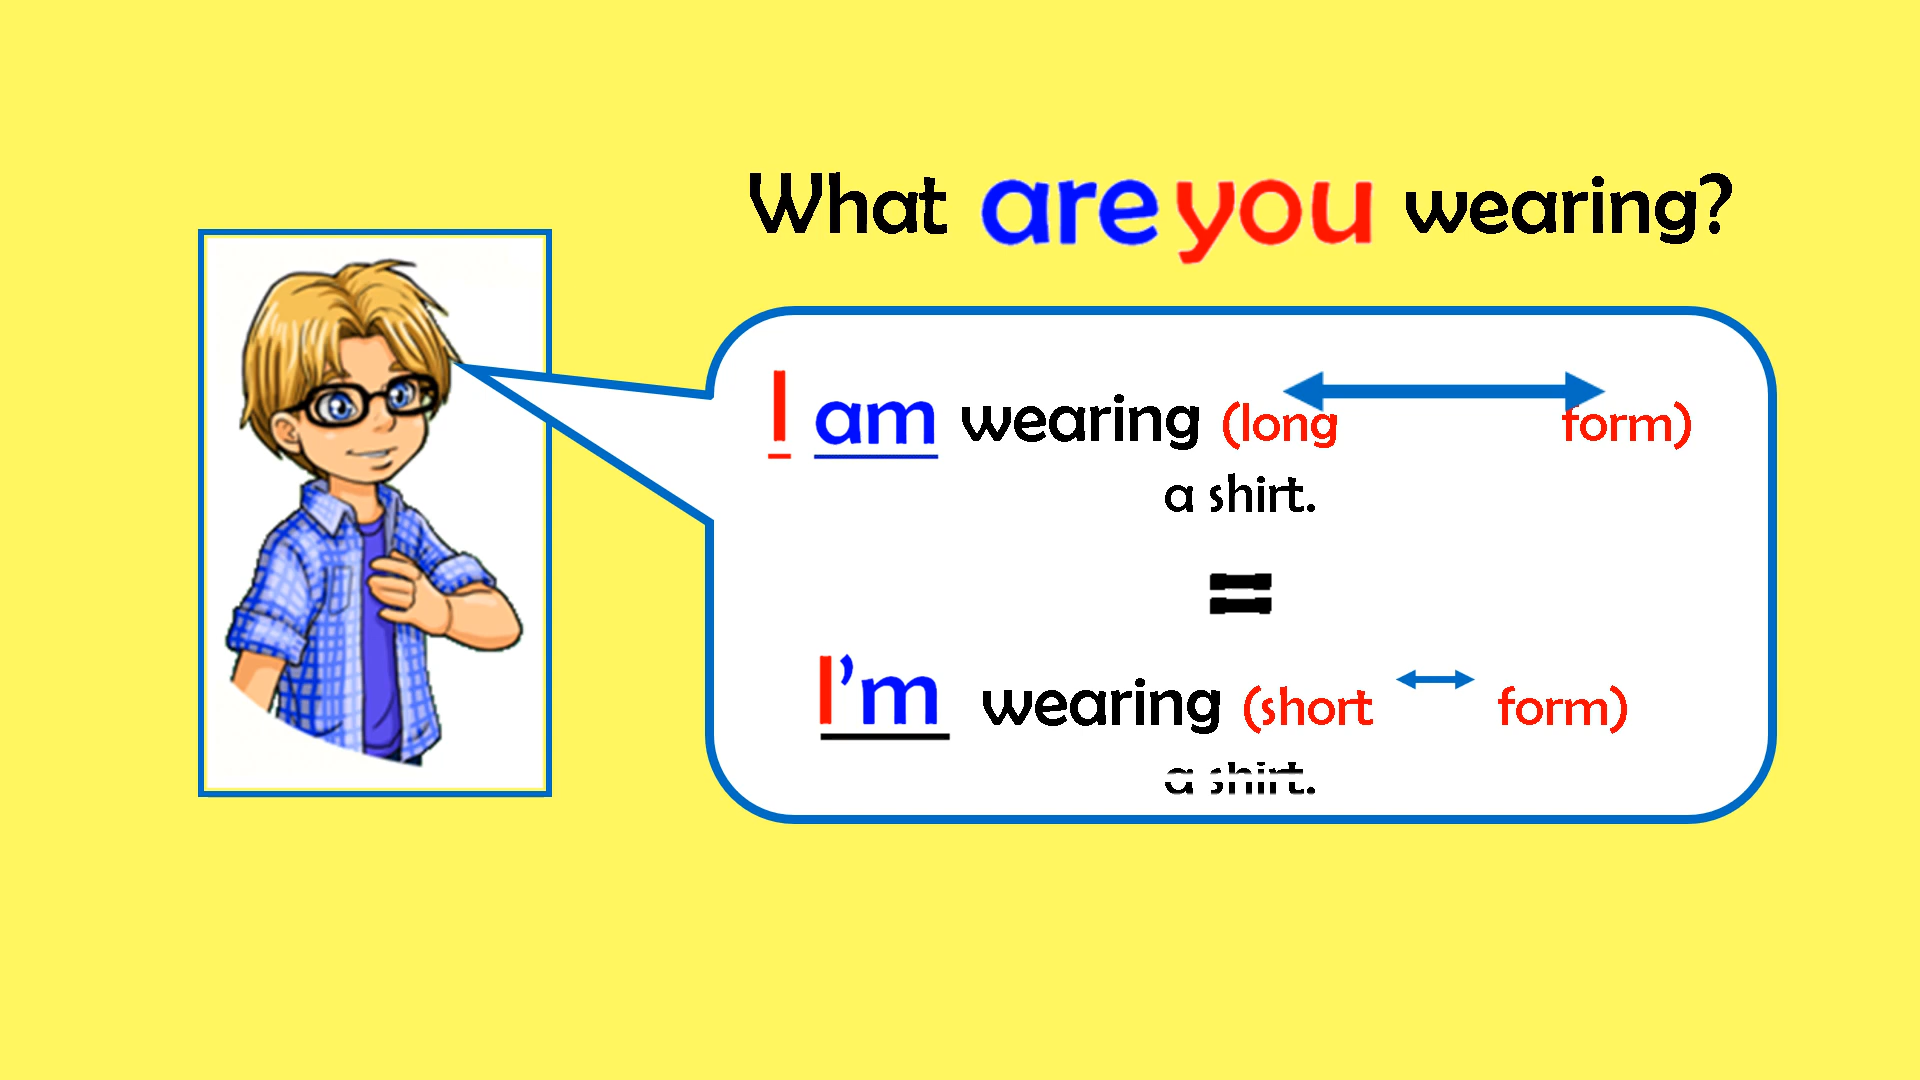 What are you wearing?
I am wearing (long form)
a shirt.
=
I'm wearing (short form)
a shirt.